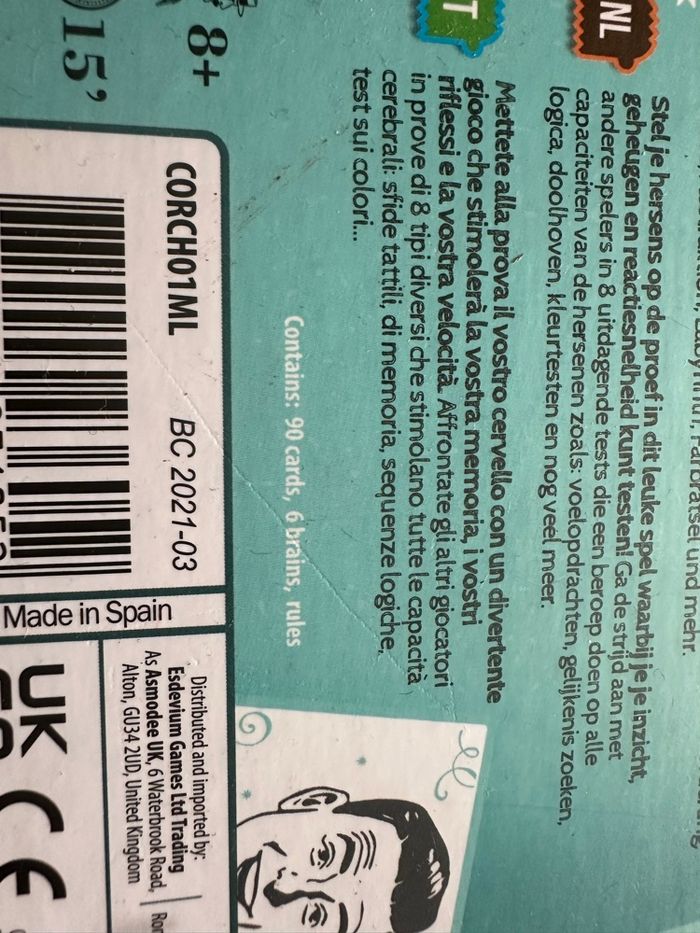 und mehr.
NL
Stel je hersens op de proef in dit leuke spel waarbij je je inzicht,
geheugen en reactiesnelheid kunt testen! Ga de strijd aan met
andere spelers in 8 uitdagende tests die een beroep doen op alle
capaciteiten van de hersenen zoals: voelopdrachten, gelijkenis zoeken,
logica, doolhoven, kleurtesten en nog veel meer.
Mettete alla prova il vostro cervello con un divertente
gioco che stimolerà la vostra memoria, i vostri
riflessi e la vostra velocità. Affrontate gli altri giocatori
in prove di 8 tipi diversi che stimolano tutte le capacità
cerebrali: sfide tattili, di memoria, sequenze logiche,
test sui colori...
Contains: 90 cards, 6 brains, rules
8+
15’
CORCH01ML
BC 2021-03
Made in Spain
Distributed and imported by:
Esdevium Games Ltd Trading
As Asmodee UK, 6 Waterbrook Road,
Alton, GU34 2UD, United Kingdom
UK
CA
CE